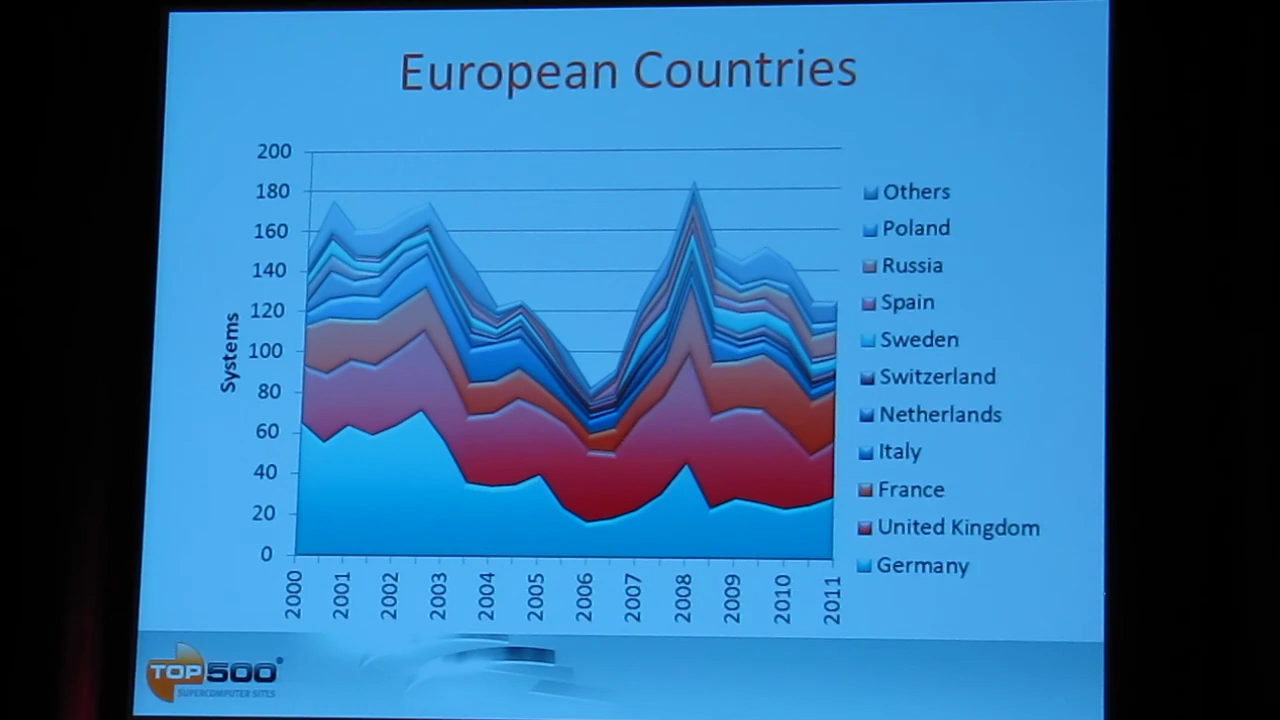 European Countries
Systems
200
180
160
140
120
100
80
60
40
20
0
2000
2001
2002
2003
2004
2005
2006
2007
2008
2009
2010
2011
Others
Poland
Russia
Spain
Sweden
Switzerland
Netherlands
Italy
France
United Kingdom
Germany
TOP500
SUPERCOMPUTER SITES